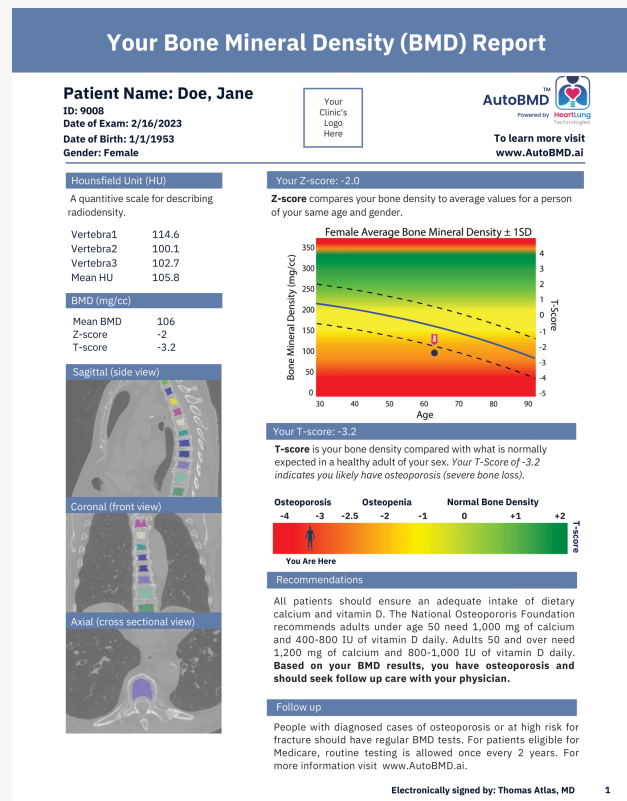 Your Bone Mineral Density (BMD) Report
Patient Name: Doe, Jane
ID: 9008
Date of Exam: 2/16/2023
Date of Birth: 1/1/1953
Gender: Female
Your
Clinic's
Logo
Here
AutoBMD™
Powered by HeartLung
Technologies
To learn more visit
www.AutoBMD.ai
Hounsfield Unit (HU)
A quantitive scale for describing
radiodensity.
Vertebra1 114.6
Vertebra2 100.1
Vertebra3 102.7
Mean HU 105.8
BMD (mg/cc)
Mean BMD 106
Z-score -2
T-score -3.2
Sagittal (side view)
Coronal (front view)
Axial (cross sectional view)
Your Z-score: -2.0
Z-score compares your bone density to average values for a person
of your same age and gender.
Female Average Bone Mineral Density ± 1SD
Bone Mineral Density (mg/cc)
350
300
250
200
150
100
50
0
4
3
2
1
0
-1
-2
-3
-4
-5
T-Score
30 40 50 60 70 80 90
Age
Your T-score: -3.2
T-score is your bone density compared with what is normally
expected in a healthy adult of your sex. Your T-Score of -3.2
indicates you likely have osteoporosis (severe bone loss).
Osteoporosis Osteopenia Normal Bone Density
-4 -3 -2.5 -2 -1 0 +1 +2
T-score
You Are Here
Recommendations
All patients should ensure an adequate intake of dietary
calcium and vitamin D. The National Osteopororis Foundation
recommends adults under age 50 need 1,000 mg of calcium
and 400-800 IU of vitamin D daily. Adults 50 and over need
1,200 mg of calcium and 800-1,000 IU of vitamin D daily.
Based on your BMD results, you have osteoporosis and
should seek follow up care with your physician.
Follow up
People with diagnosed cases of osteoporosis or at high risk for
fracture should have regular BMD tests. For patients eligible for
Medicare, routine testing is allowed once every 2 years. For
more information visit www.AutoBMD.ai.
Electronically signed by: Thomas Atlas, MD 1